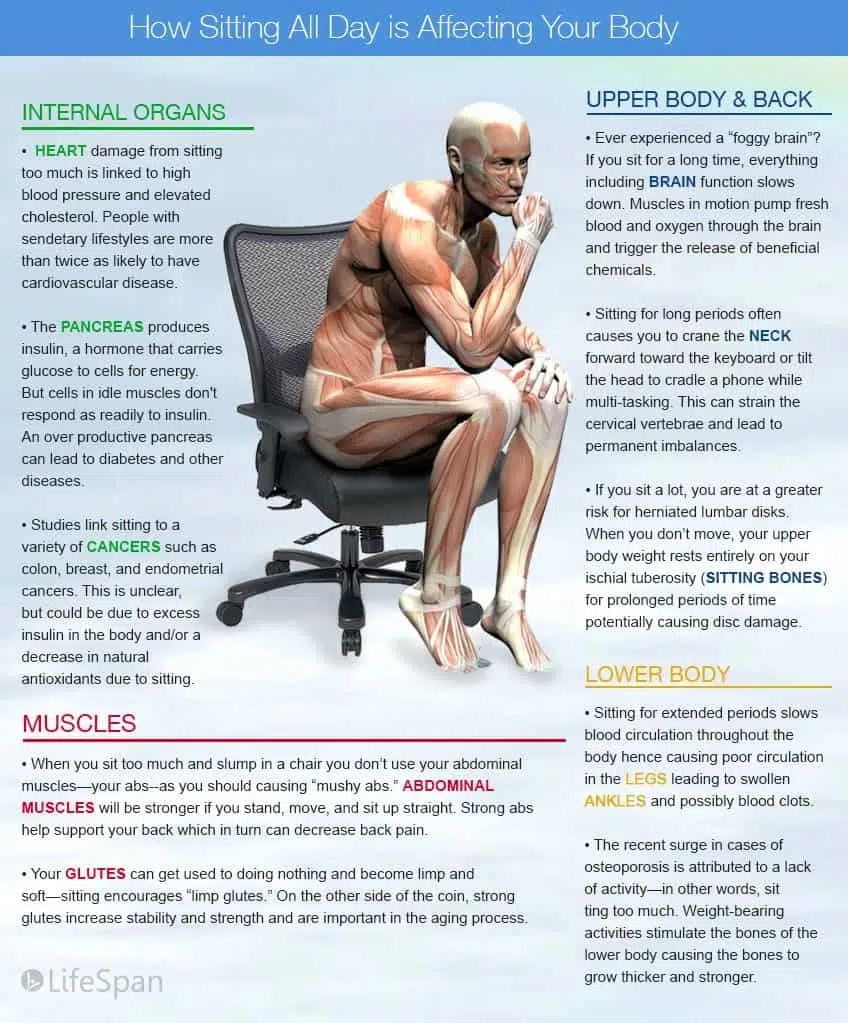 How Sitting All Day is Affecting Your Body
INTERNAL ORGANS
• HEART damage from sitting
too much is linked to high
blood pressure and elevated
cholesterol. People with
sendetary lifestyles are more
than twice as likely to have
cardiovascular disease.
• The PANCREAS produces
insulin, a hormone that carries
glucose to cells for energy.
But cells in idle muscles don't
respond as readily to insulin.
An over productive pancreas
can lead to diabetes and other
diseases.
• Studies link sitting to a
variety of CANCERS such as
colon, breast, and endometrial
cancers. This is unclear,
but could be due to excess
insulin in the body and/or a
decrease in natural
antioxidants due to sitting.
MUSCLES
• When you sit too much and slump in a chair you don't use your abdominal
muscles—your abs--as you should causing “mushy abs.” ABDOMINAL
MUSCLES will be stronger if you stand, move, and sit up straight. Strong abs
help support your back which in turn can decrease back pain.
• Your GLUTES can get used to doing nothing and become limp and
soft—sitting encourages “limp glutes.” On the other side of the coin, strong
glutes increase stability and strength and are important in the aging process.
UPPER BODY & BACK
• Ever experienced a “foggy brain”?
If you sit for a long time, everything
including BRAIN function slows
down. Muscles in motion pump fresh
blood and oxygen through the brain
and trigger the release of beneficial
chemicals.
• Sitting for long periods often
causes you to crane the NECK
forward toward the keyboard or tilt
the head to cradle a phone while
multi-tasking. This can strain the
cervical vertebrae and lead to
permanent imbalances.
• If you sit a lot, you are at a greater
risk for herniated lumbar disks.
When you don't move, your upper
body weight rests entirely on your
ischial tuberosity (SITTING BONES)
for prolonged periods of time
potentially causing disc damage.
LOWER BODY
• Sitting for extended periods slows
blood circulation throughout the
body hence causing poor circulation
in the LEGS leading to swollen
ANKLES and possibly blood clots.
• The recent surge in cases of
osteoporosis is attributed to a lack
of activity—in other words, sit
ting too much. Weight-bearing
activities stimulate the bones of the
lower body causing the bones to
grow thicker and stronger.
LifeSpan